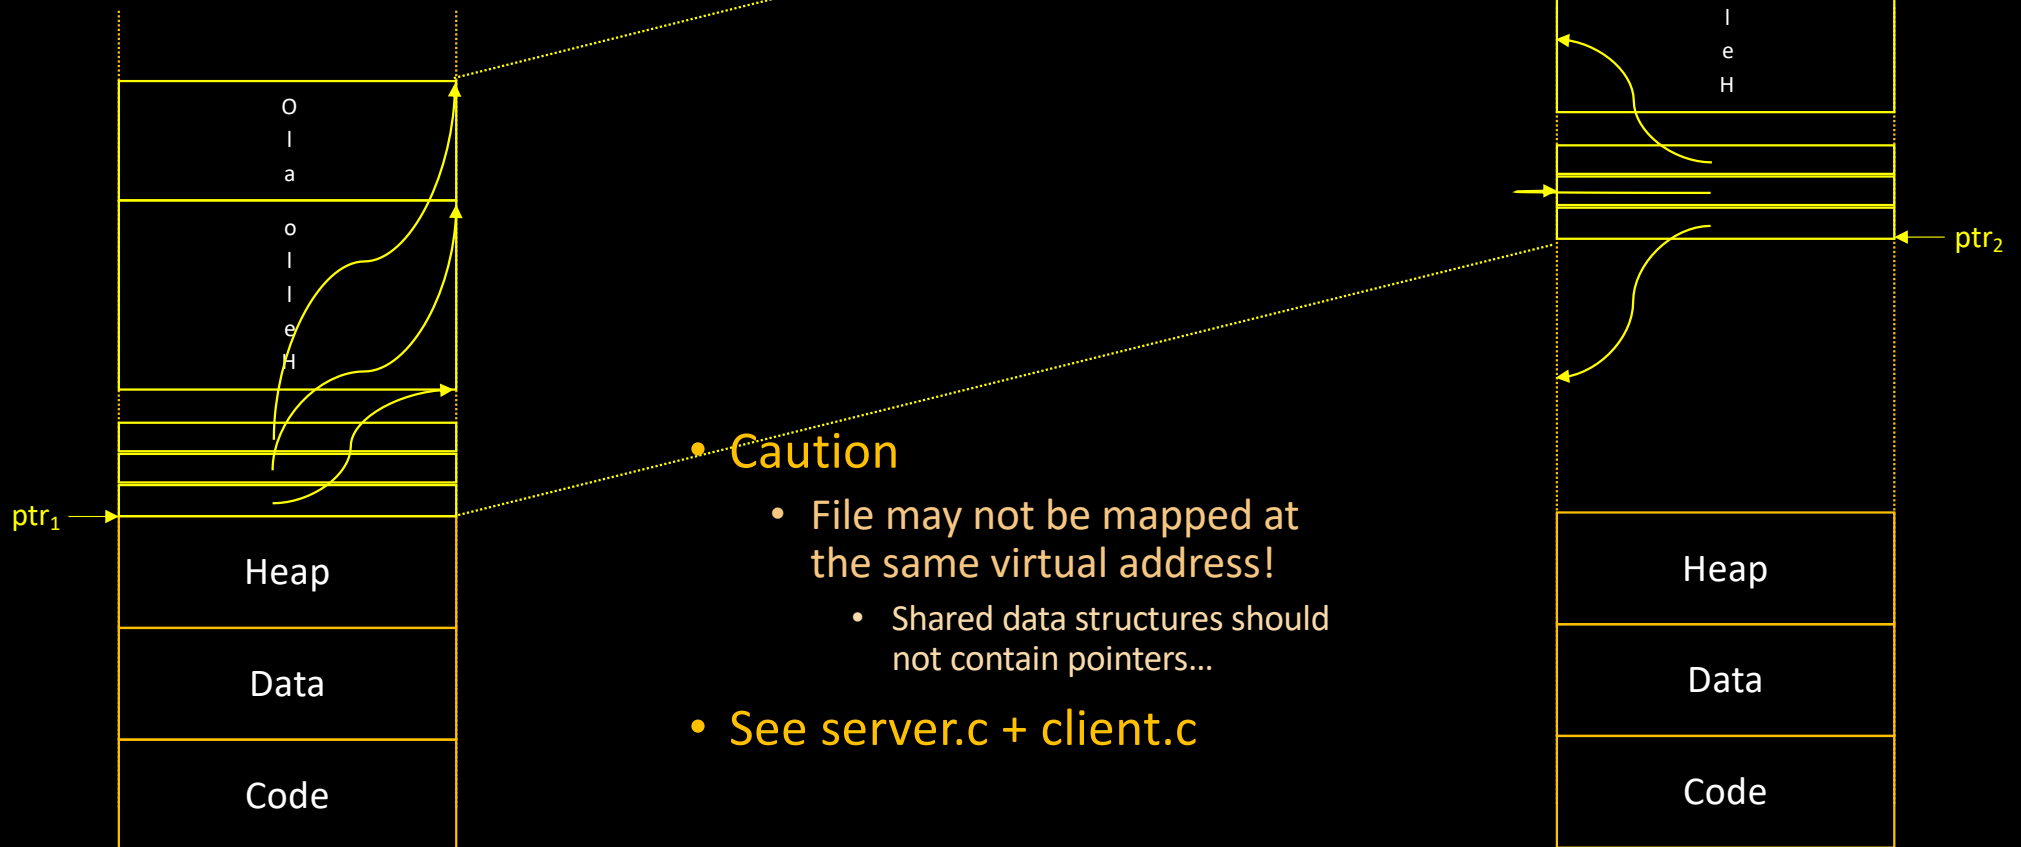 O
l
a
o
l
l
e
H
ptr₁
Heap
Data
Code
• Caution
• File may not be mapped at
the same virtual address!
• Shared data structures should
not contain pointers…
• See server.c + client.c
l
e
H
ptr₂
Heap
Data
Code